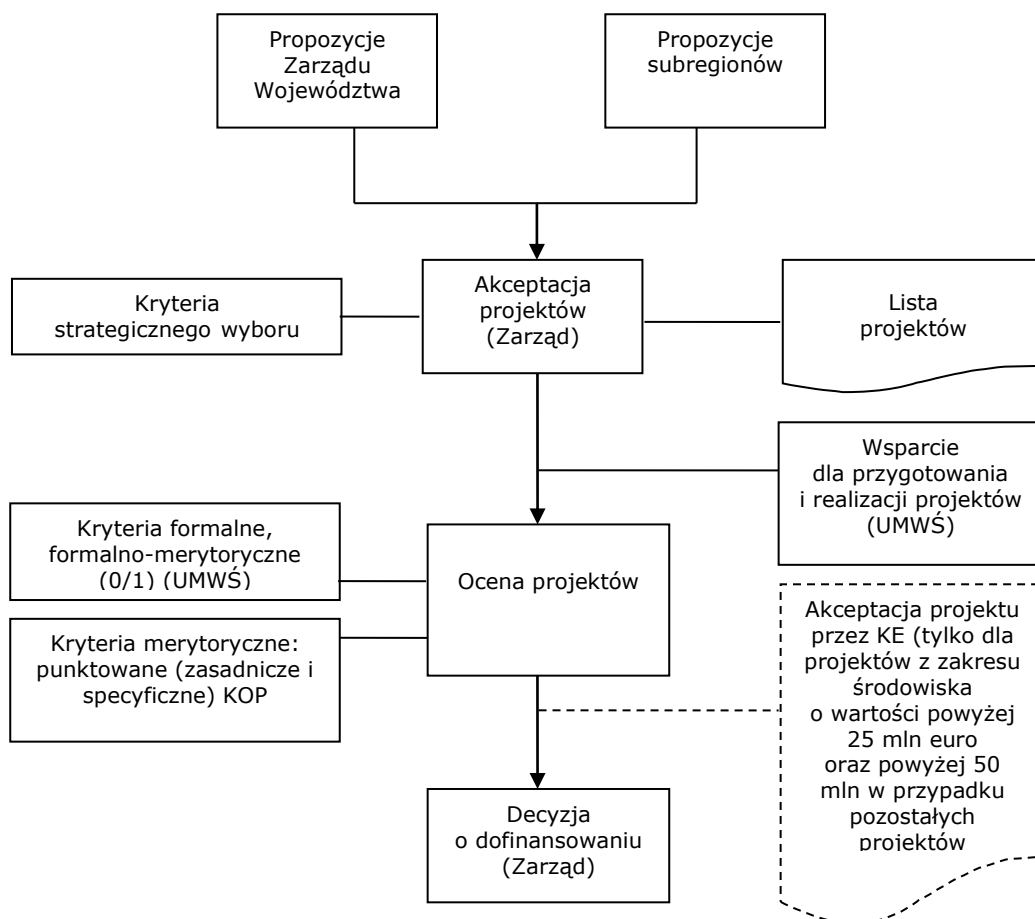 Propozycje
Zarządu
Województwa
Propozycje
subregionów
Kryteria
strategicznego wyboru
Akceptacja
projektów
(Zarząd)
Lista
projektów
Wsparcie
dla przygotowania
i realizacji projektów
(UMWŚ)
Kryteria formalne,
formalno-merytoryczne
(0/1) (UMWŚ)
Ocena projektów
Kryteria merytoryczne:
punktowane (zasadnicze i
specyficzne) KOP
Akceptacja projektu
przez KE (tylko dla
projektów z zakresu
środowiska
o wartości powyżej
25 mln euro
oraz powyżej 50
mln w przypadku
pozostałych
projektów
Decyzja
o dofinansowaniu
(Zarząd)